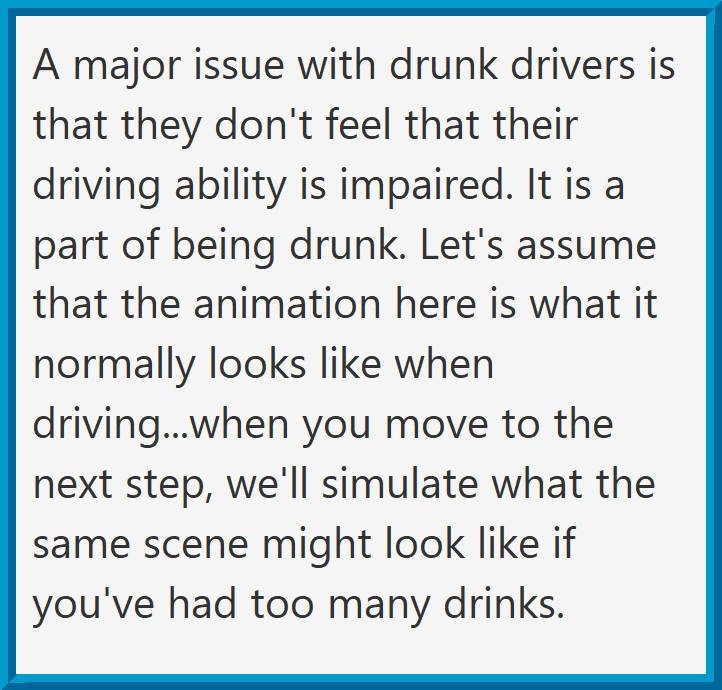 A major issue with drunk drivers is
that they don't feel that their
driving ability is impaired. It is a
part of being drunk. Let's assume
that the animation here is what it
normally looks like when
driving...when you move to the
next step, we'll simulate what the
same scene might look like if
you've had too many drinks.